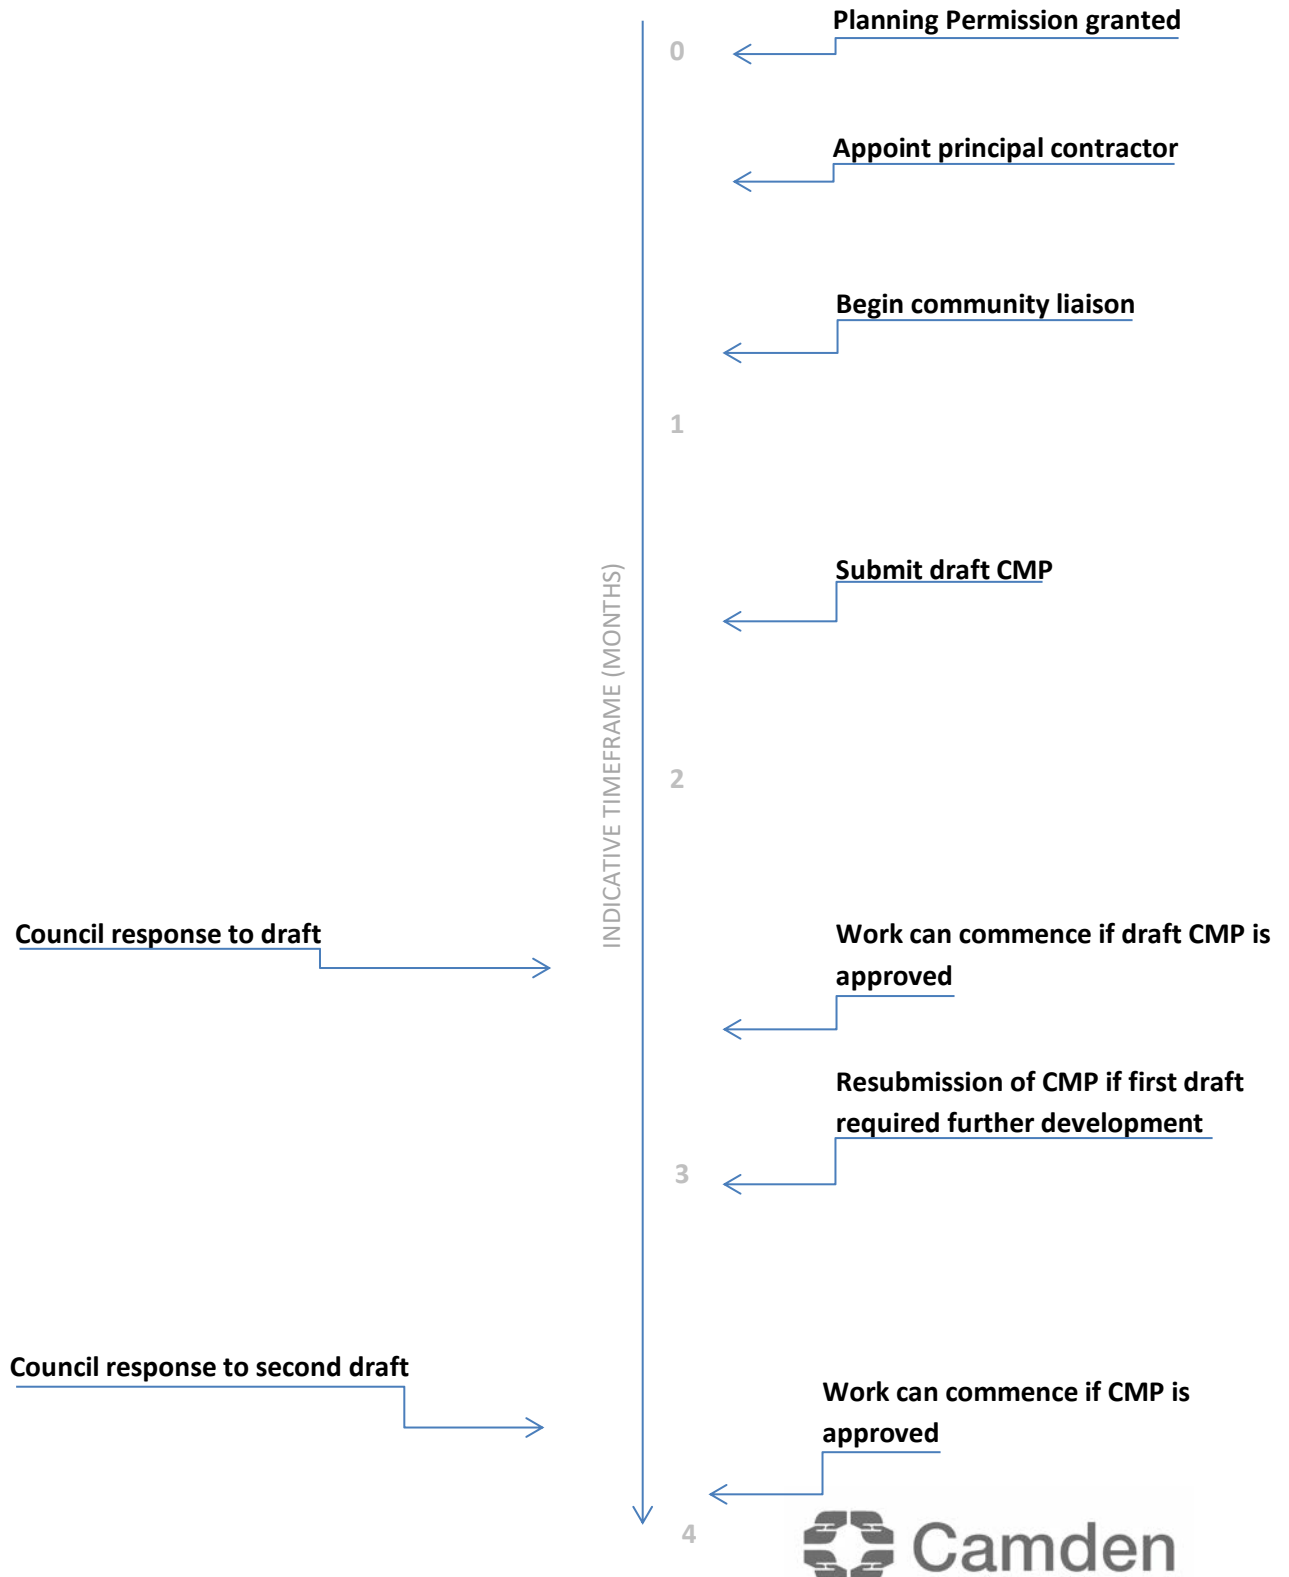 Planning Permission granted
0
Appoint principal contractor
Begin community liaison
1
Submit draft CMP
INDICATIVE TIMEFRAME (MONTHS)
2
Council response to draft
Work can commence if draft CMP is
approved
Resubmission of CMP if first draft
required further development
3
Council response to second draft
Work can commence if CMP is
approved
4
Camden